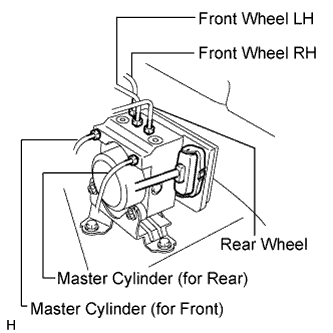 Front Wheel LH
Front Wheel RH
Rear Wheel
Master Cylinder (for Rear)
Master Cylinder (for Front)
H